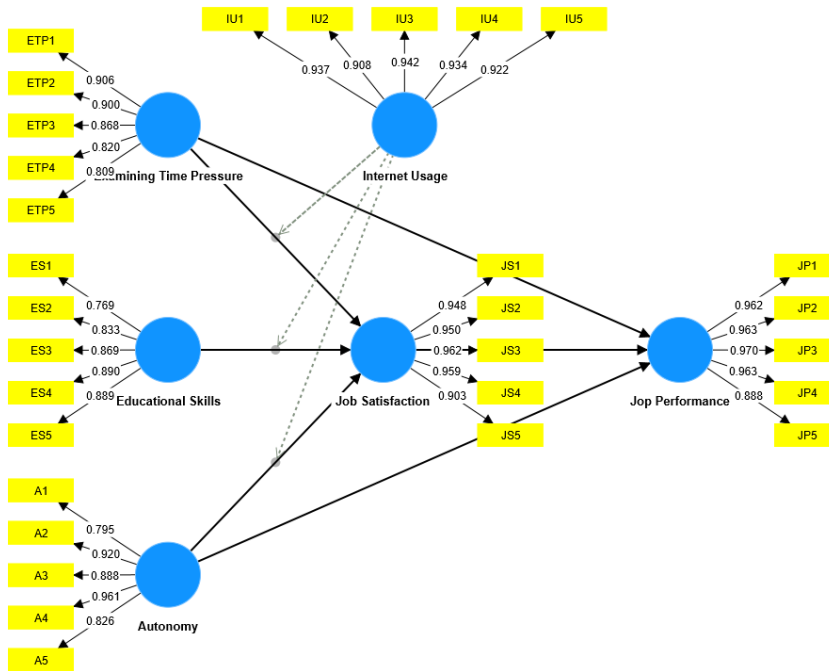 IU1
IU2
IU3
IU4
IU5
0.937
0.908
0.942
0.934
0.922
Internet Usage
ETP1
ETP2
ETP3
ETP4
ETP5
0.906
0.900
0.868
0.820
0.809
Examining Time Pressure
ES1
ES2
ES3
ES4
ES5
0.769
0.833
0.869
0.890
0.889
Educational Skills
JS1
JS2
JS3
JS4
JS5
0.948
0.950
0.962
0.959
0.903
Job Satisfaction
JP1
JP2
JP3
JP4
JP5
0.962
0.963
0.970
0.963
0.888
Jop Performance
A1
A2
A3
A4
A5
0.795
0.920
0.888
0.961
0.826
Autonomy